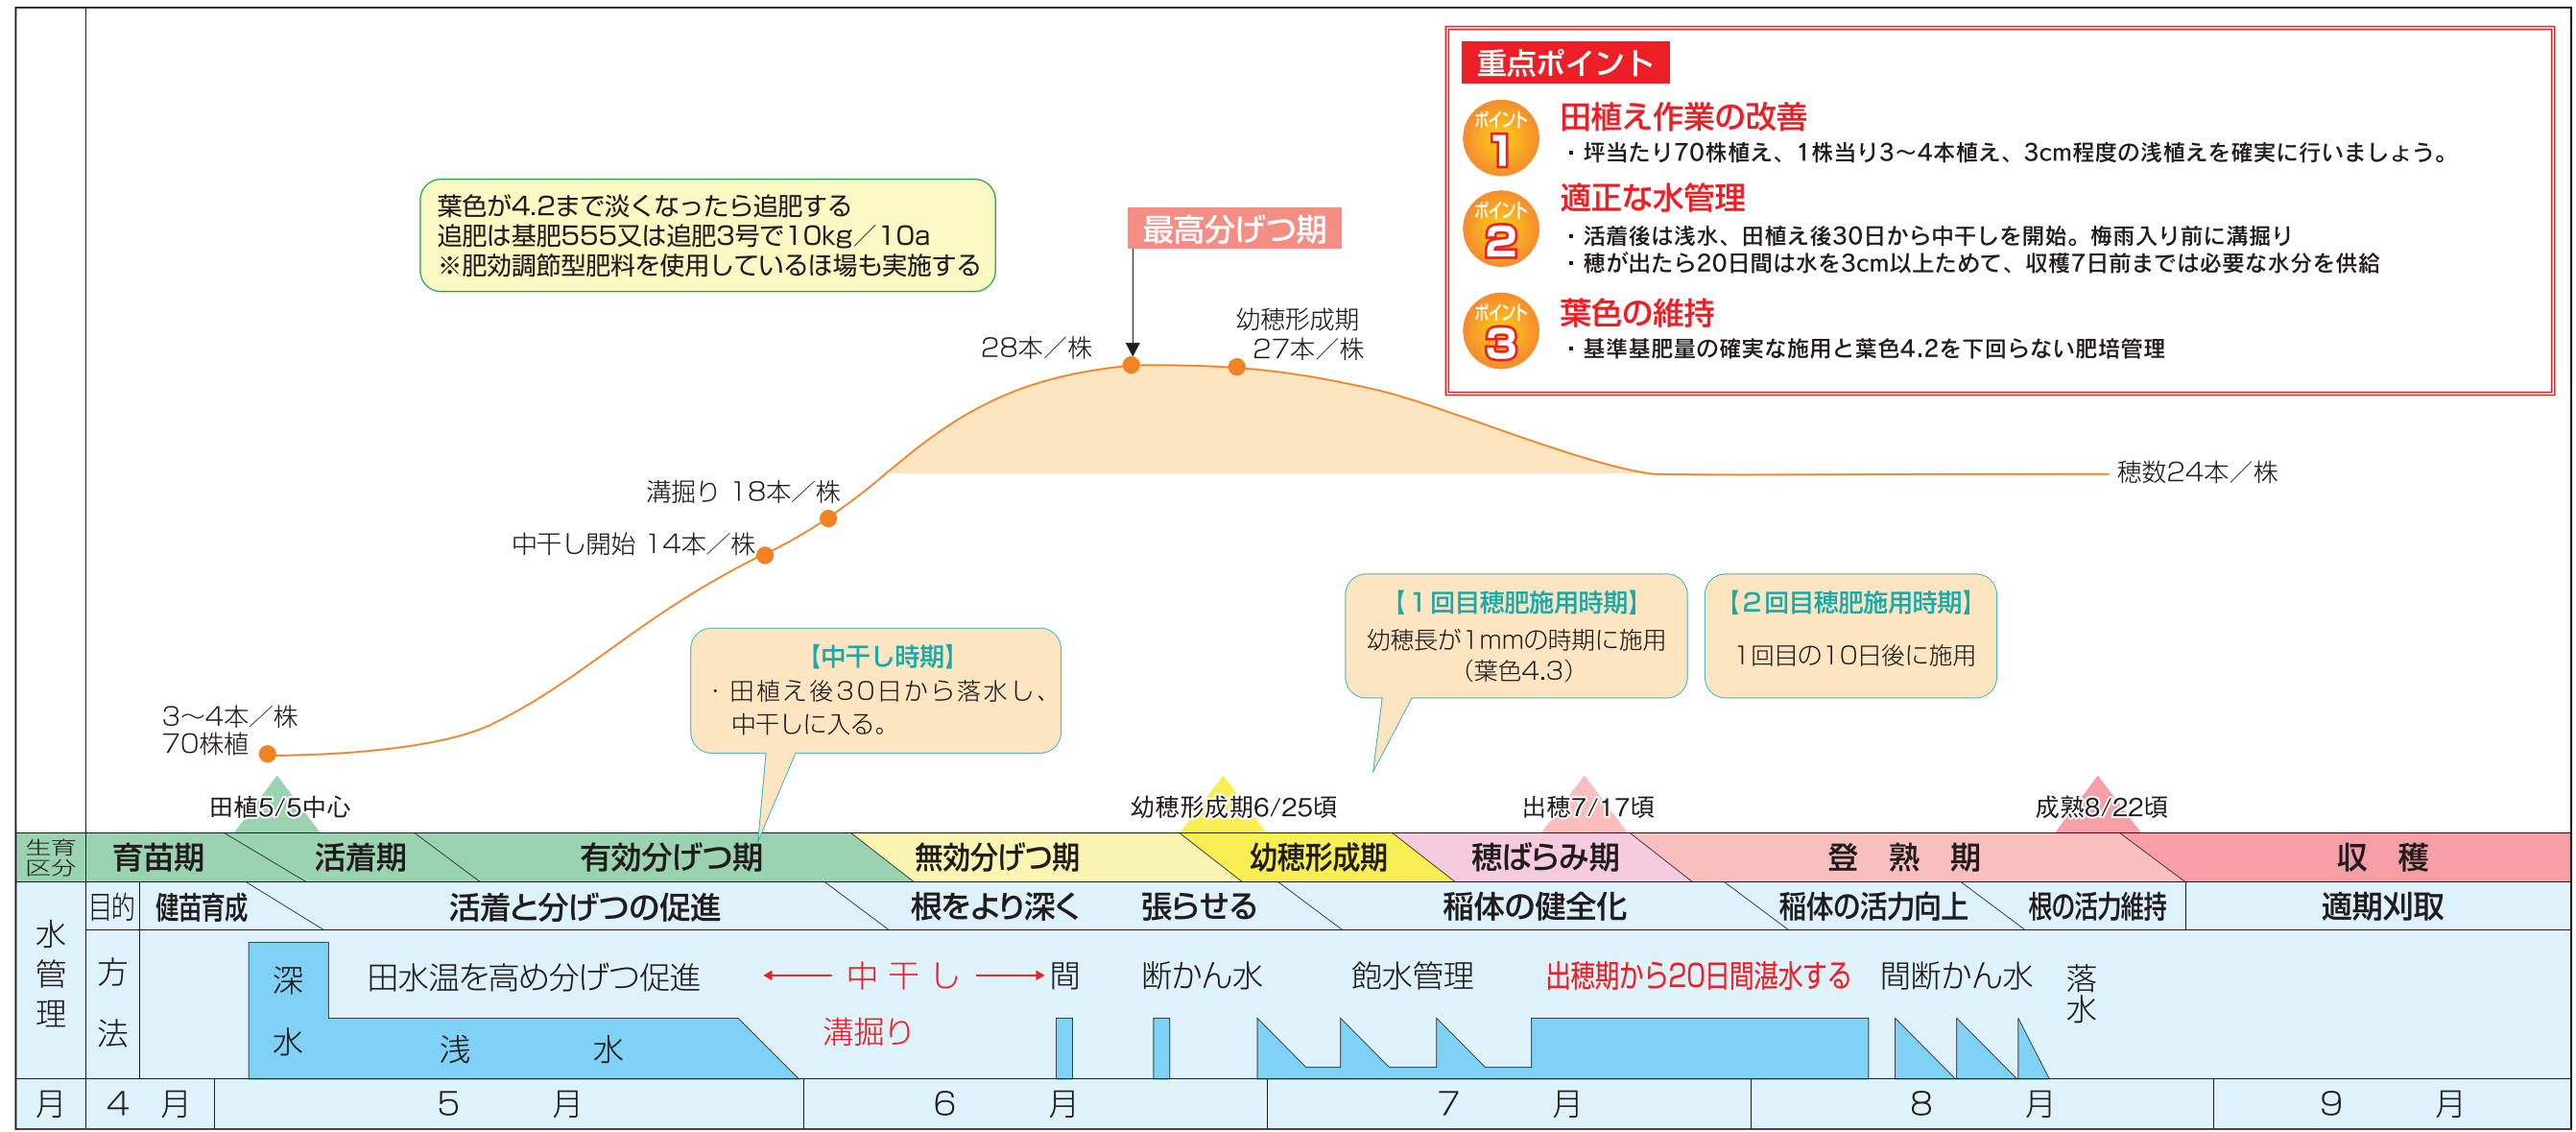 重点ポイント
ポイント1
田植え作業の改善
・坪当たり70株植え、1株当り3～4本植え、3cm程度の浅植えを確実に行いましょう。
ポイント2
適正な水管理
・活着後は浅水、田植え後30日から中干しを開始。梅雨入り前に溝掘り
・穂が出たら20日間は水を3cm以上ためて、収穫7日前までは必要な水分を供給
ポイント3
葉色の維持
・基準基肥量の確実な施用と葉色4.2を下回らない肥培管理
葉色が4.2まで淡くなったら追肥する
追肥は基肥555又は追肥3号で10kg／10a
※肥効調節型肥料を使用しているほ場も実施する
最高分げつ期
28本／株
幼穂形成期
27本／株
溝掘り 18本／株
中干し開始 14本／株
穂数24本／株
3～4本／株
70株植
【中干し時期】
・田植え後30日から落水し、
中干しに入る。
【1回目穂肥施用時期】
幼穂長が1mmの時期に施用
（葉色4.3）
【2回目穂肥施用時期】
1回目の10日後に施用
田植5/5中心
幼穂形成期6/25頃
出穂7/17頃
成熟8/22頃
生育
区分
育苗期
活着期
有効分げつ期
無効分げつ期
幼穂形成期
穂ばらみ期
登熟期
収穫
水管理
目的
健苗育成
活着と分げつの促進
根をより深く 張らせる
稲体の健全化
稲体の活力向上
根の活力維持
適期刈取
方法
深水
田水温を高め分げつ促進
浅水
中干し
溝掘り
間断かん水
飽水管理
出穂期から20日間湛水する
間断かん水
落水
月
4月
5月
6月
7月
8月
9月